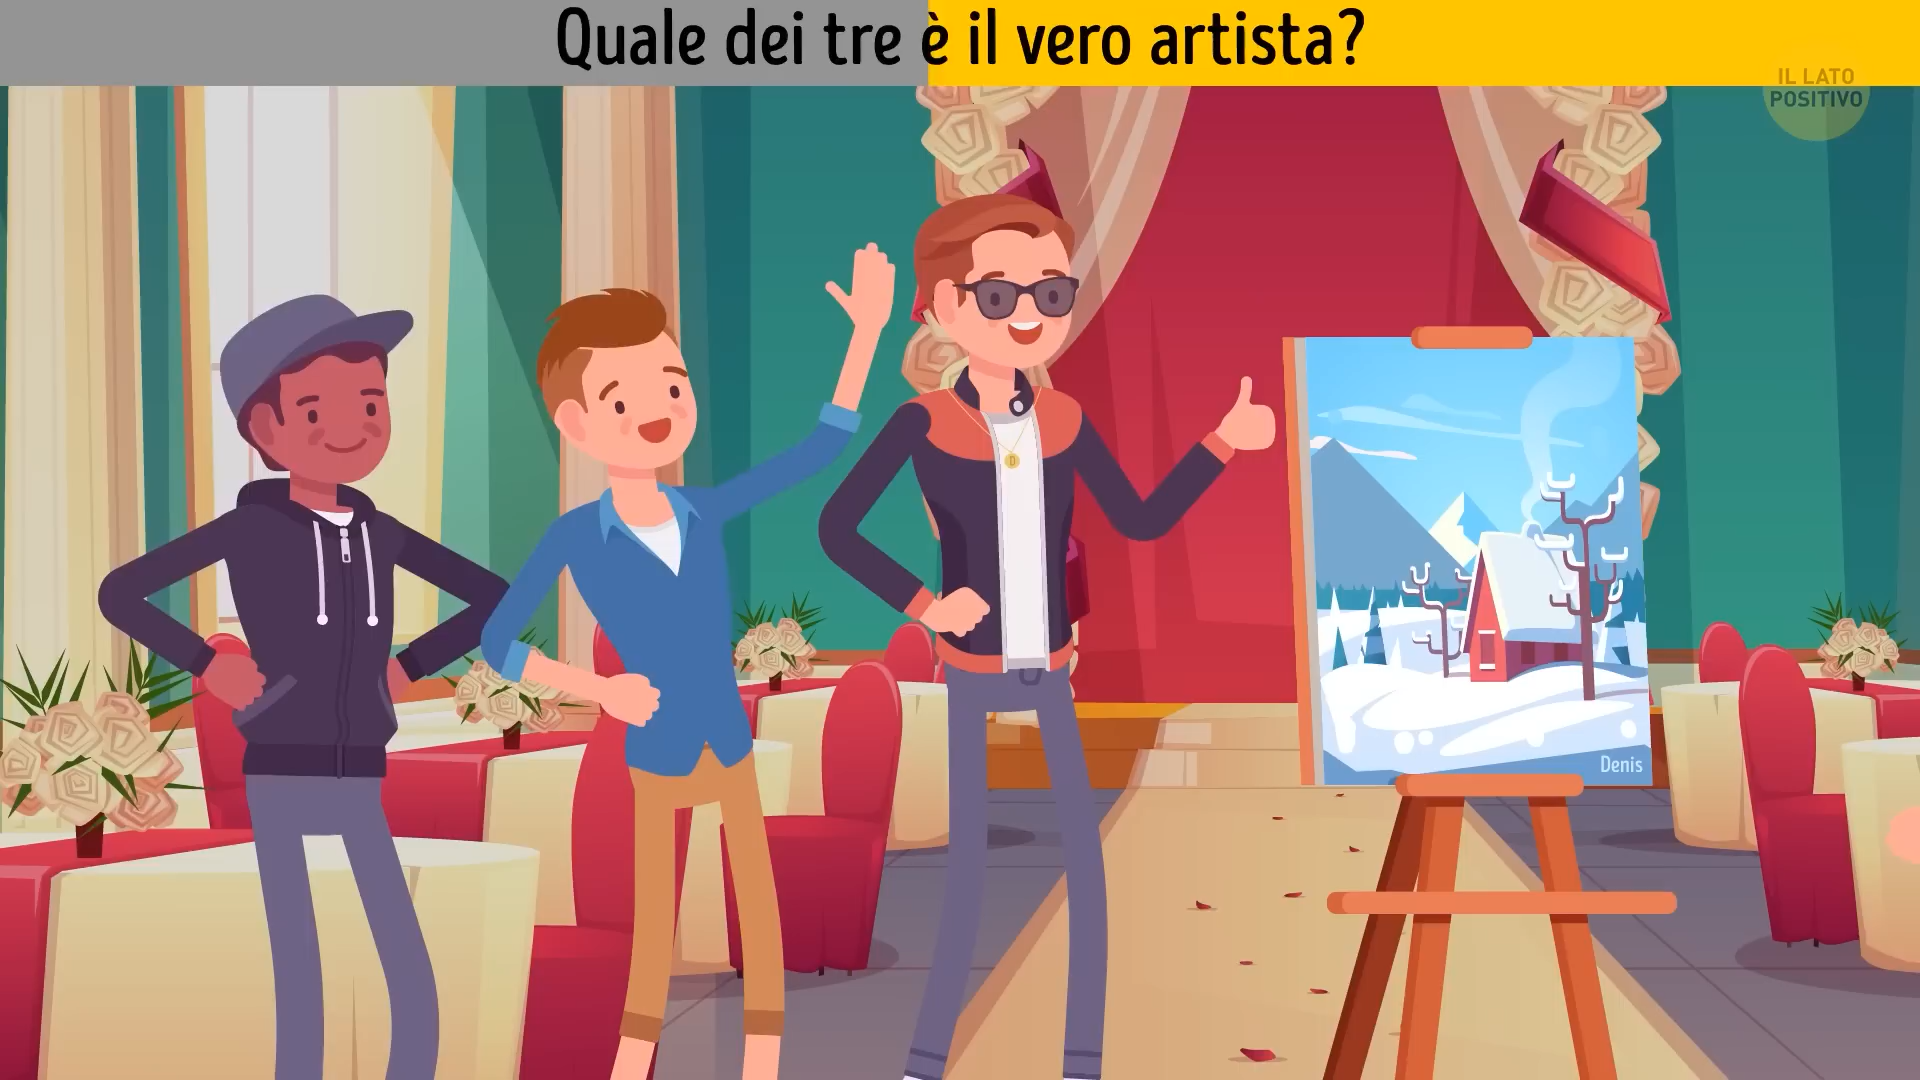 Quale dei tre è il vero artista?
IL LATO
POSITIVO
D
Denis